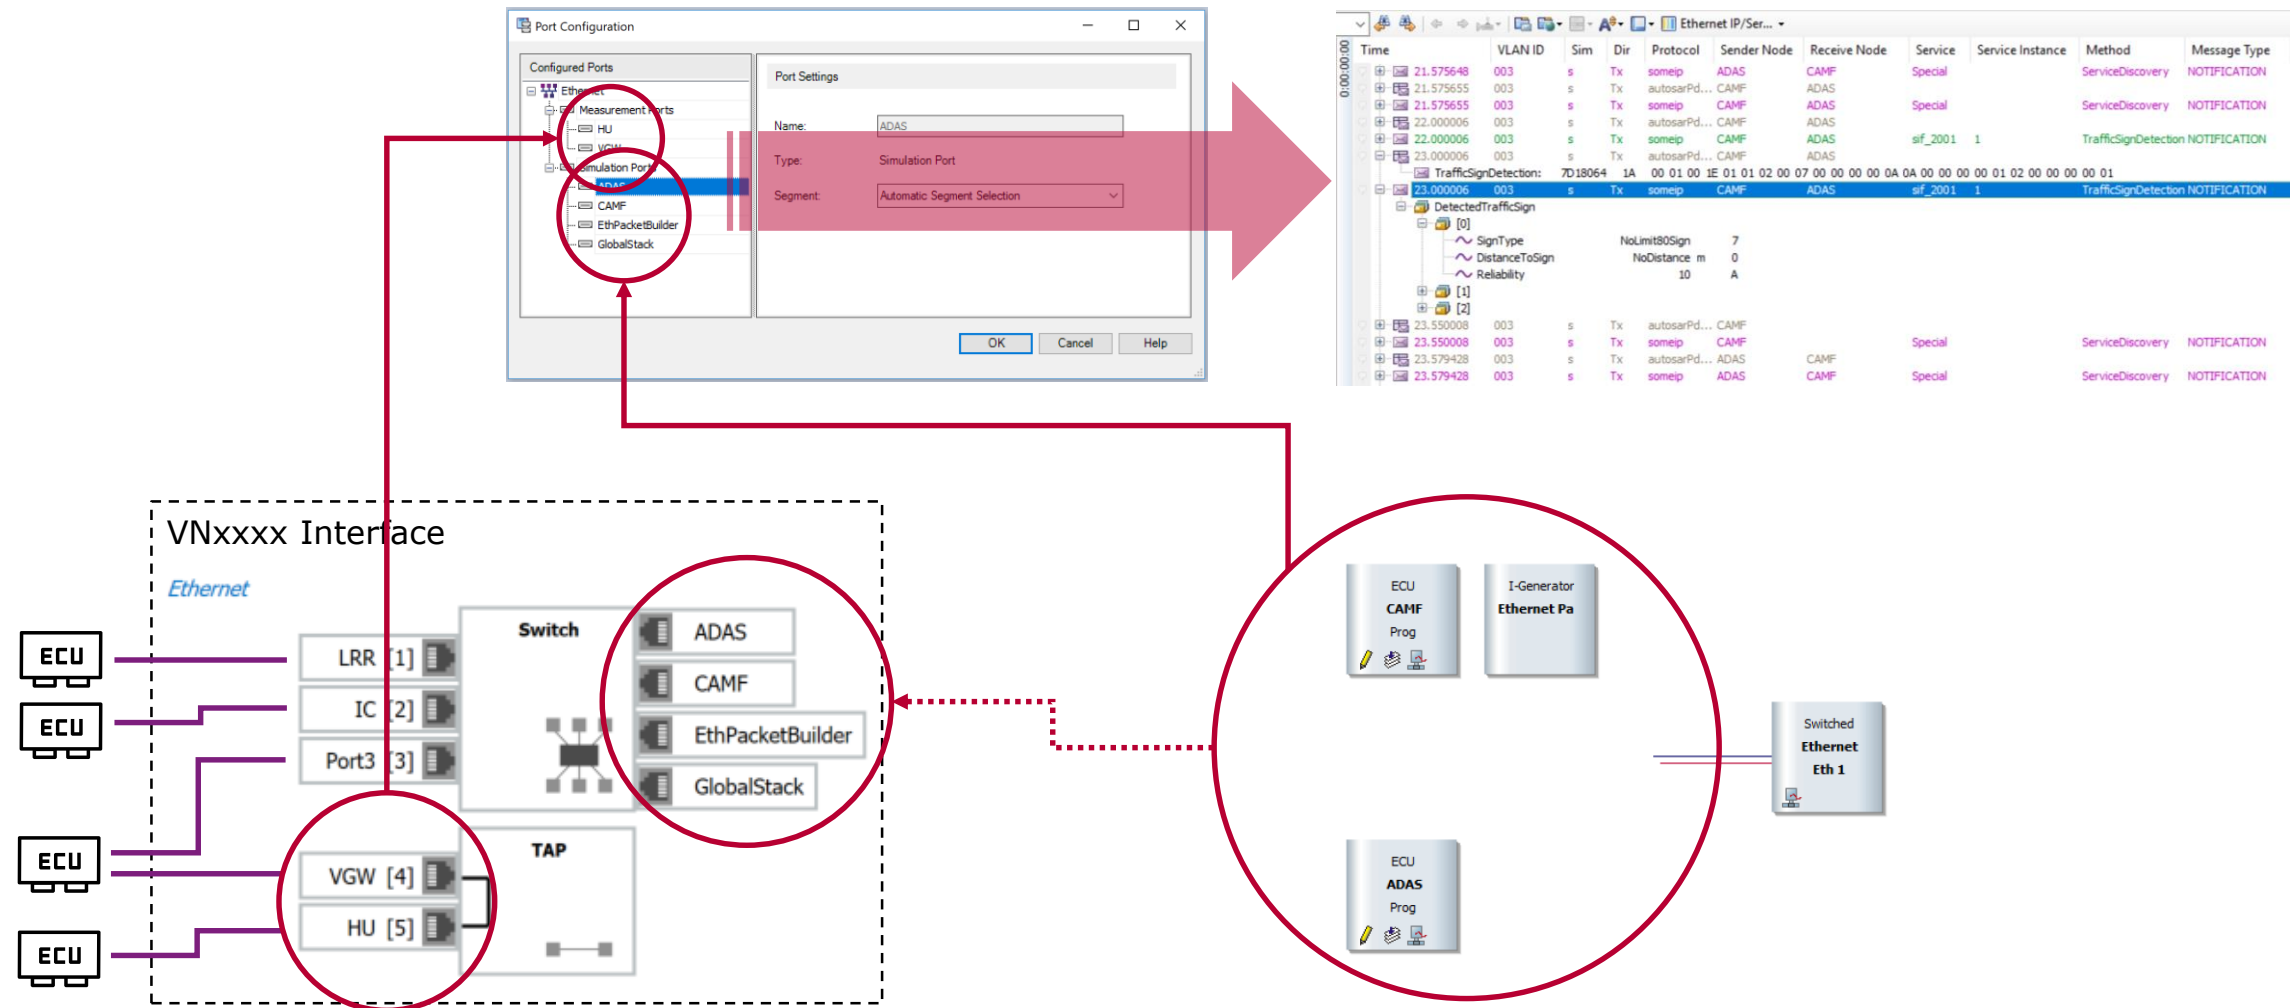 Port Configuration
Configured Ports
Ethernet
Measurement Ports
HU
VGW
Simulation Ports
ADAS
CAMF
EthPacketBuilder
GlobalStack
Port Settings
Name: ADAS
Type: Simulation Port
Segment: Automatic Segment Selection
OK Cancel Help
Ethernet IP/Ser...
0:00:00:00
Time VLAN ID Sim Dir Protocol Sender Node Receive Node Service Service Instance Method Message Type
21.575648 003 s Tx someip ADAS CAMF Special ServiceDiscovery NOTIFICATION
21.575655 003 s Tx autosarPd... CAMF ADAS
21.575655 003 s Tx someip CAMF ADAS Special ServiceDiscovery NOTIFICATION
22.000006 003 s Tx autosarPd... CAMF ADAS
22.000006 003 s Tx someip CAMF ADAS sif_2001 1 TrafficSignDetection NOTIFICATION
23.000006 003 s Tx autosarPd... CAMF ADAS
TrafficSignDetection: 7D18064 1A 00 01 00 1E 01 01 02 00 07 00 00 00 00 0A 0A 00 00 00 00 00 01 02 00 00 00 00 01
23.000006 003 s Tx someip CAMF ADAS sif_2001 1 TrafficSignDetection NOTIFICATION
DetectedTrafficSign
[0]
SignType NoLimit80Sign 7
DistanceToSign NoDistance m 0
Reliability 10 A
[1]
[2]
23.550008 003 s Tx autosarPd... CAMF
23.550008 003 s Tx someip CAMF Special ServiceDiscovery NOTIFICATION
23.579428 003 s Tx autosarPd... ADAS CAMF
23.579428 003 s Tx someip ADAS CAMF Special ServiceDiscovery NOTIFICATION
VNxxxx Interface
Ethernet
ECU
ECU
ECU
ECU
LRR [1]
IC [2]
Port3 [3]
VGW [4]
HU [5]
Switch
TAP
ADAS
CAMF
EthPacketBuilder
GlobalStack
ECU
CAMF
Prog
I-Generator
Ethernet Pa
ECU
ADAS
Prog
Switched
Ethernet
Eth 1